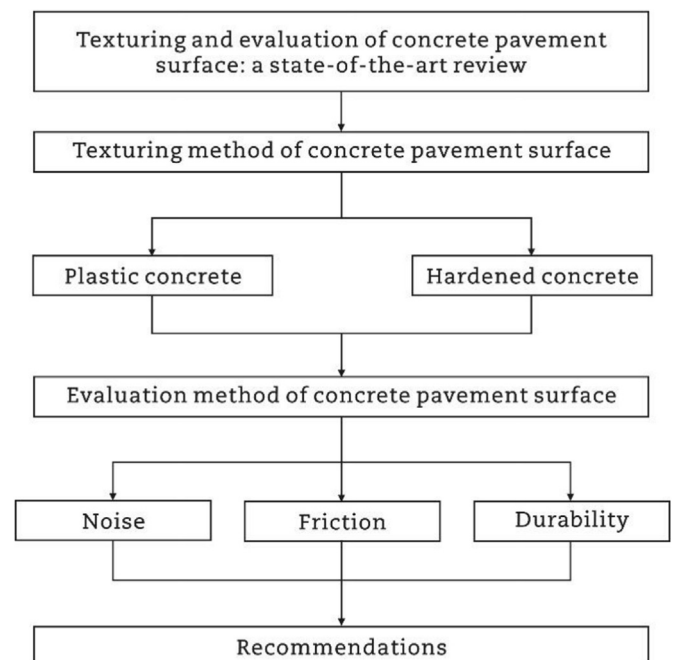 Texturing and evaluation of concrete pavement
surface: a state-of-the-art review
Texturing method of concrete pavement surface
Plastic concrete
Hardened concrete
Evaluation method of concrete pavement surface
Noise
Friction
Durability
Recommendations